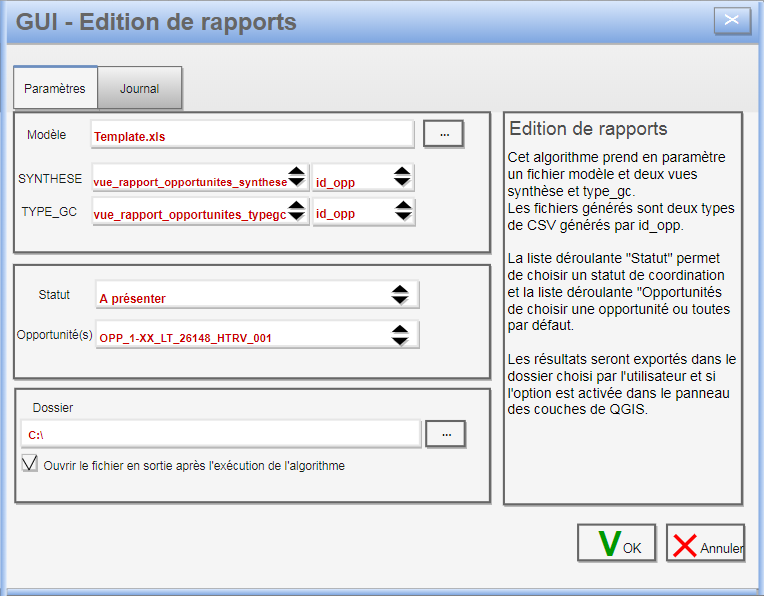 GUI - Edition de rapports
Paramètres
Journal
Modèle
Template.xls
...
SYNTHESE
vue_rapport_opportunites_synthese
id_opp
TYPE_GC
vue_rapport_opportunites_typegc
id_opp
Statut
A présenter
Opportunité(s)
OPP_1-XX_LT_26148_HTRV_001
Dossier
C:\
...
Ouvrir le fichier en sortie après l'exécution de l'algorithme
Edition de rapports
Cet algorithme prend en paramètre
un fichier modèle et deux vues
synthèse et type_gc.
Les fichiers générés sont deux types
de CSV générés par id_opp.
La liste déroulante "Statut" permet
de choisir un statut de coordination
et la liste déroulante "Opportunités
de choisir une opportunité ou toutes
par défaut.
Les résultats seront exportés dans le
dossier choisi par l'utilisateur et si
l'option est activée dans le panneau
des couches de QGIS.
V OK
Annuler